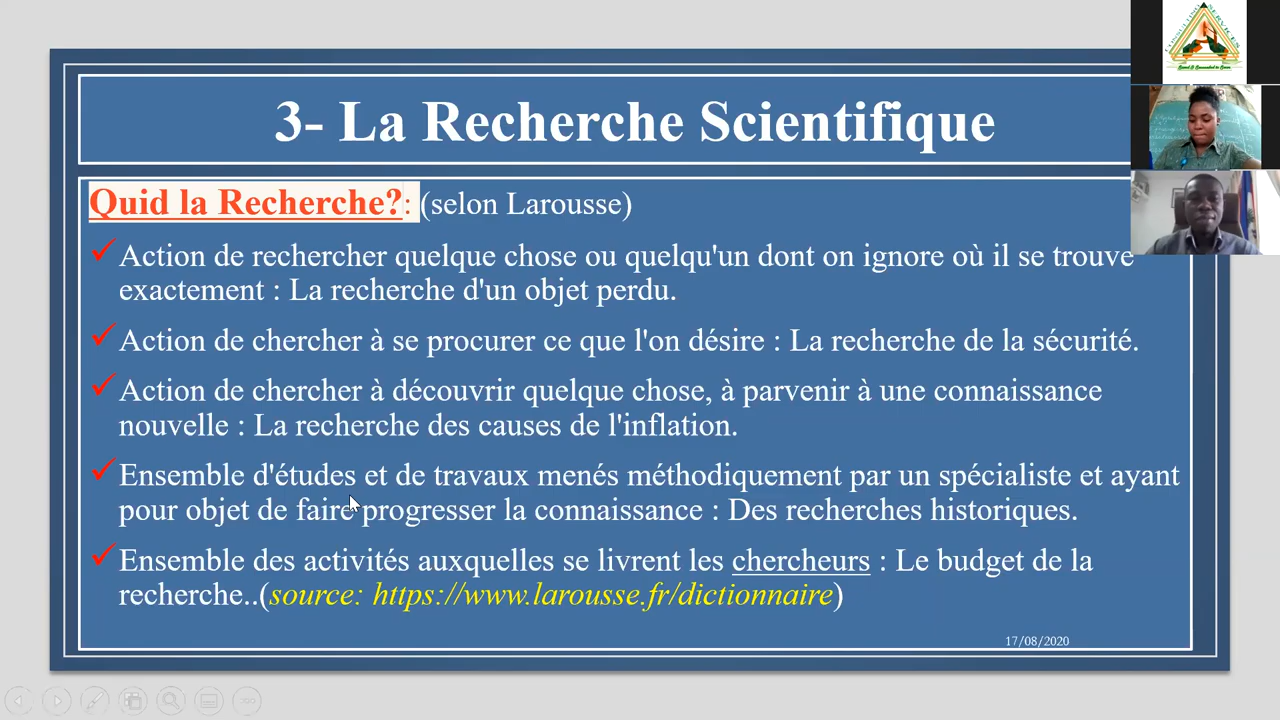 3- La Recherche Scientifique
Quid la Recherche?: (selon Larousse)
Action de rechercher quelque chose ou quelqu'un dont on ignore où il se trouve
exactement : La recherche d'un objet perdu.
Action de chercher à se procurer ce que l'on désire : La recherche de la sécurité.
Action de chercher à découvrir quelque chose, à parvenir à une connaissance
nouvelle : La recherche des causes de l'inflation.
Ensemble d'études et de travaux menés méthodiquement par un spécialiste et ayant
pour objet de faire progresser la connaissance : Des recherches historiques.
Ensemble des activités auxquelles se livrent les chercheurs : Le budget de la
recherche..(source: https://www.larousse.fr/dictionnaire)
17/08/2020